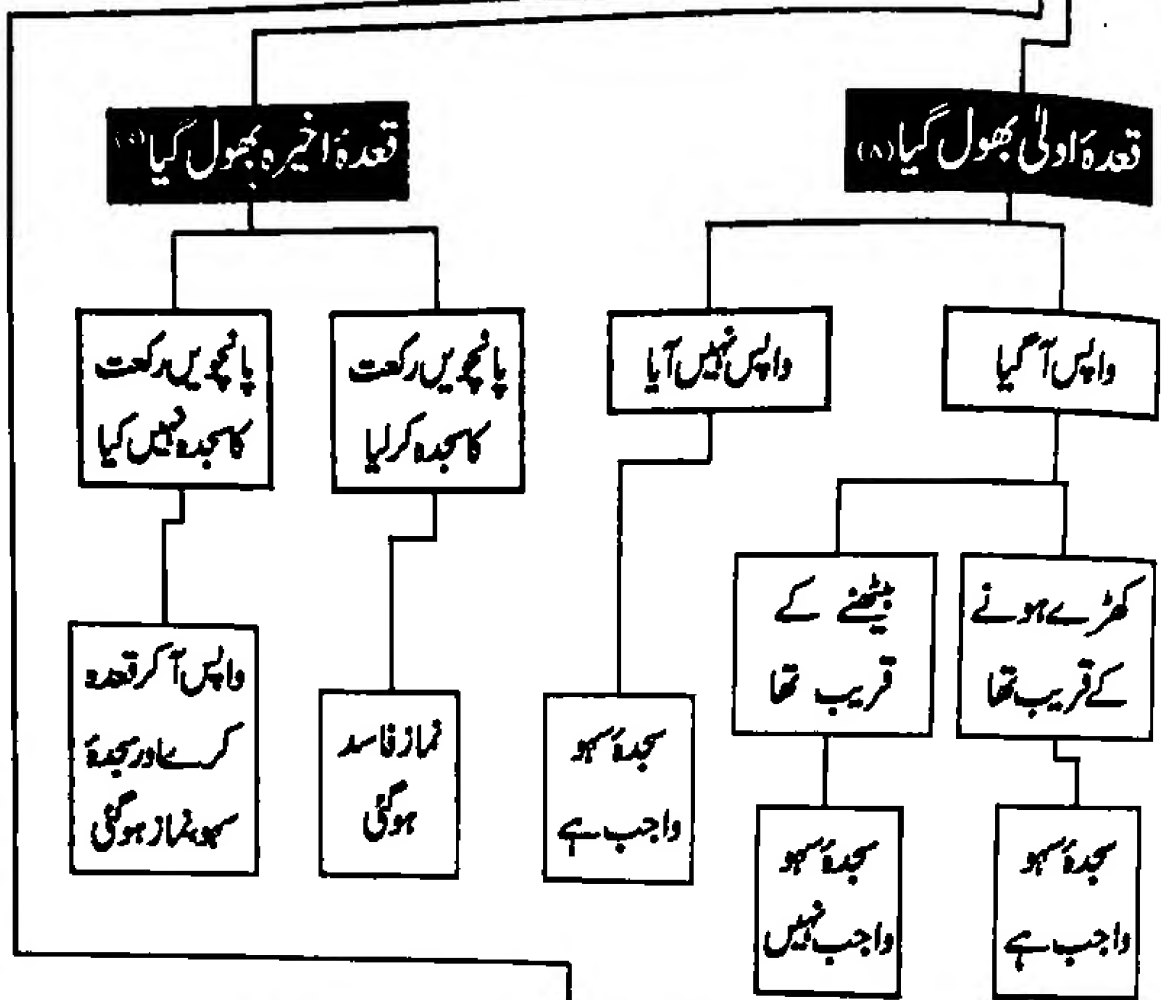 قعدۂ اولیٰ بھول گیا (۸)
قعدۂ اخیرہ بھول گیا
واپس آگیا
واپس نہیں آیا
پانچویں رکعت
کا سجدہ کرلیا
پانچویں رکعت
کا سجدہ نہیں کیا
کھڑے ہونے
کے قریب تھا
بیٹھنے کے
قریب تھا
سجدۂ سہو
واجب ہے
سجدۂ سہو
واجب نہیں
سجدۂ سہو
واجب ہے
نماز فاسد
ہوگئی
واپس آکر قعدہ
کرے اور سجدۂ
سہو، نماز ہوگئی